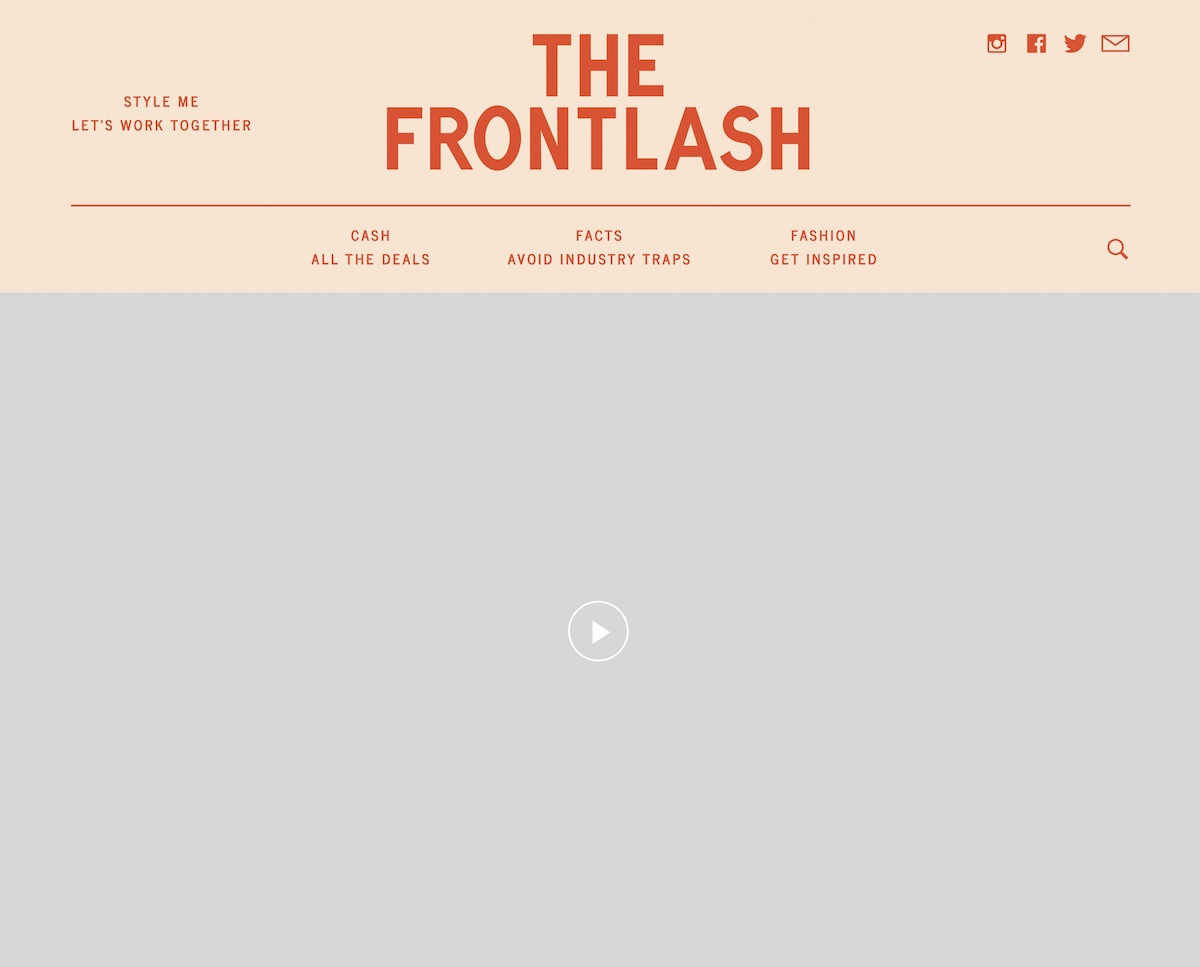 THE
FRONTLASH
STYLE ME
LET'S WORK TOGETHER
CASH
ALL THE DEALS
FACTS
AVOID INDUSTRY TRAPS
FASHION
GET INSPIRED